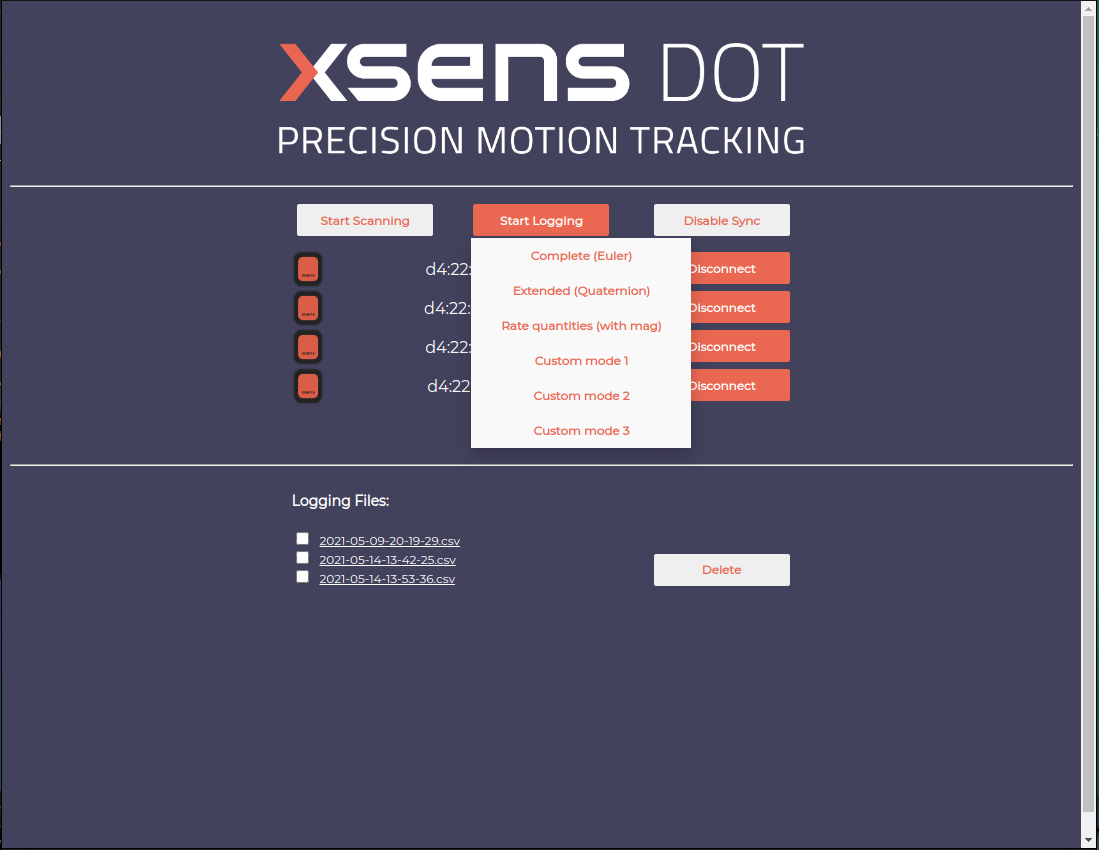 xsens DOT
PRECISION MOTION TRACKING
Start Scanning Start Logging Disable Sync
Complete (Euler)
d4:22: Disconnect
Extended (Quaternion)
d4:22: Disconnect
Rate quantities (with mag)
d4:22: Disconnect
Custom mode 1
d4:22 Disconnect
Custom mode 2
Custom mode 3
Logging Files:
2021-05-09-20-19-29.csv
2021-05-14-13-42-25.csv
Delete
2021-05-14-13-53-36.csv